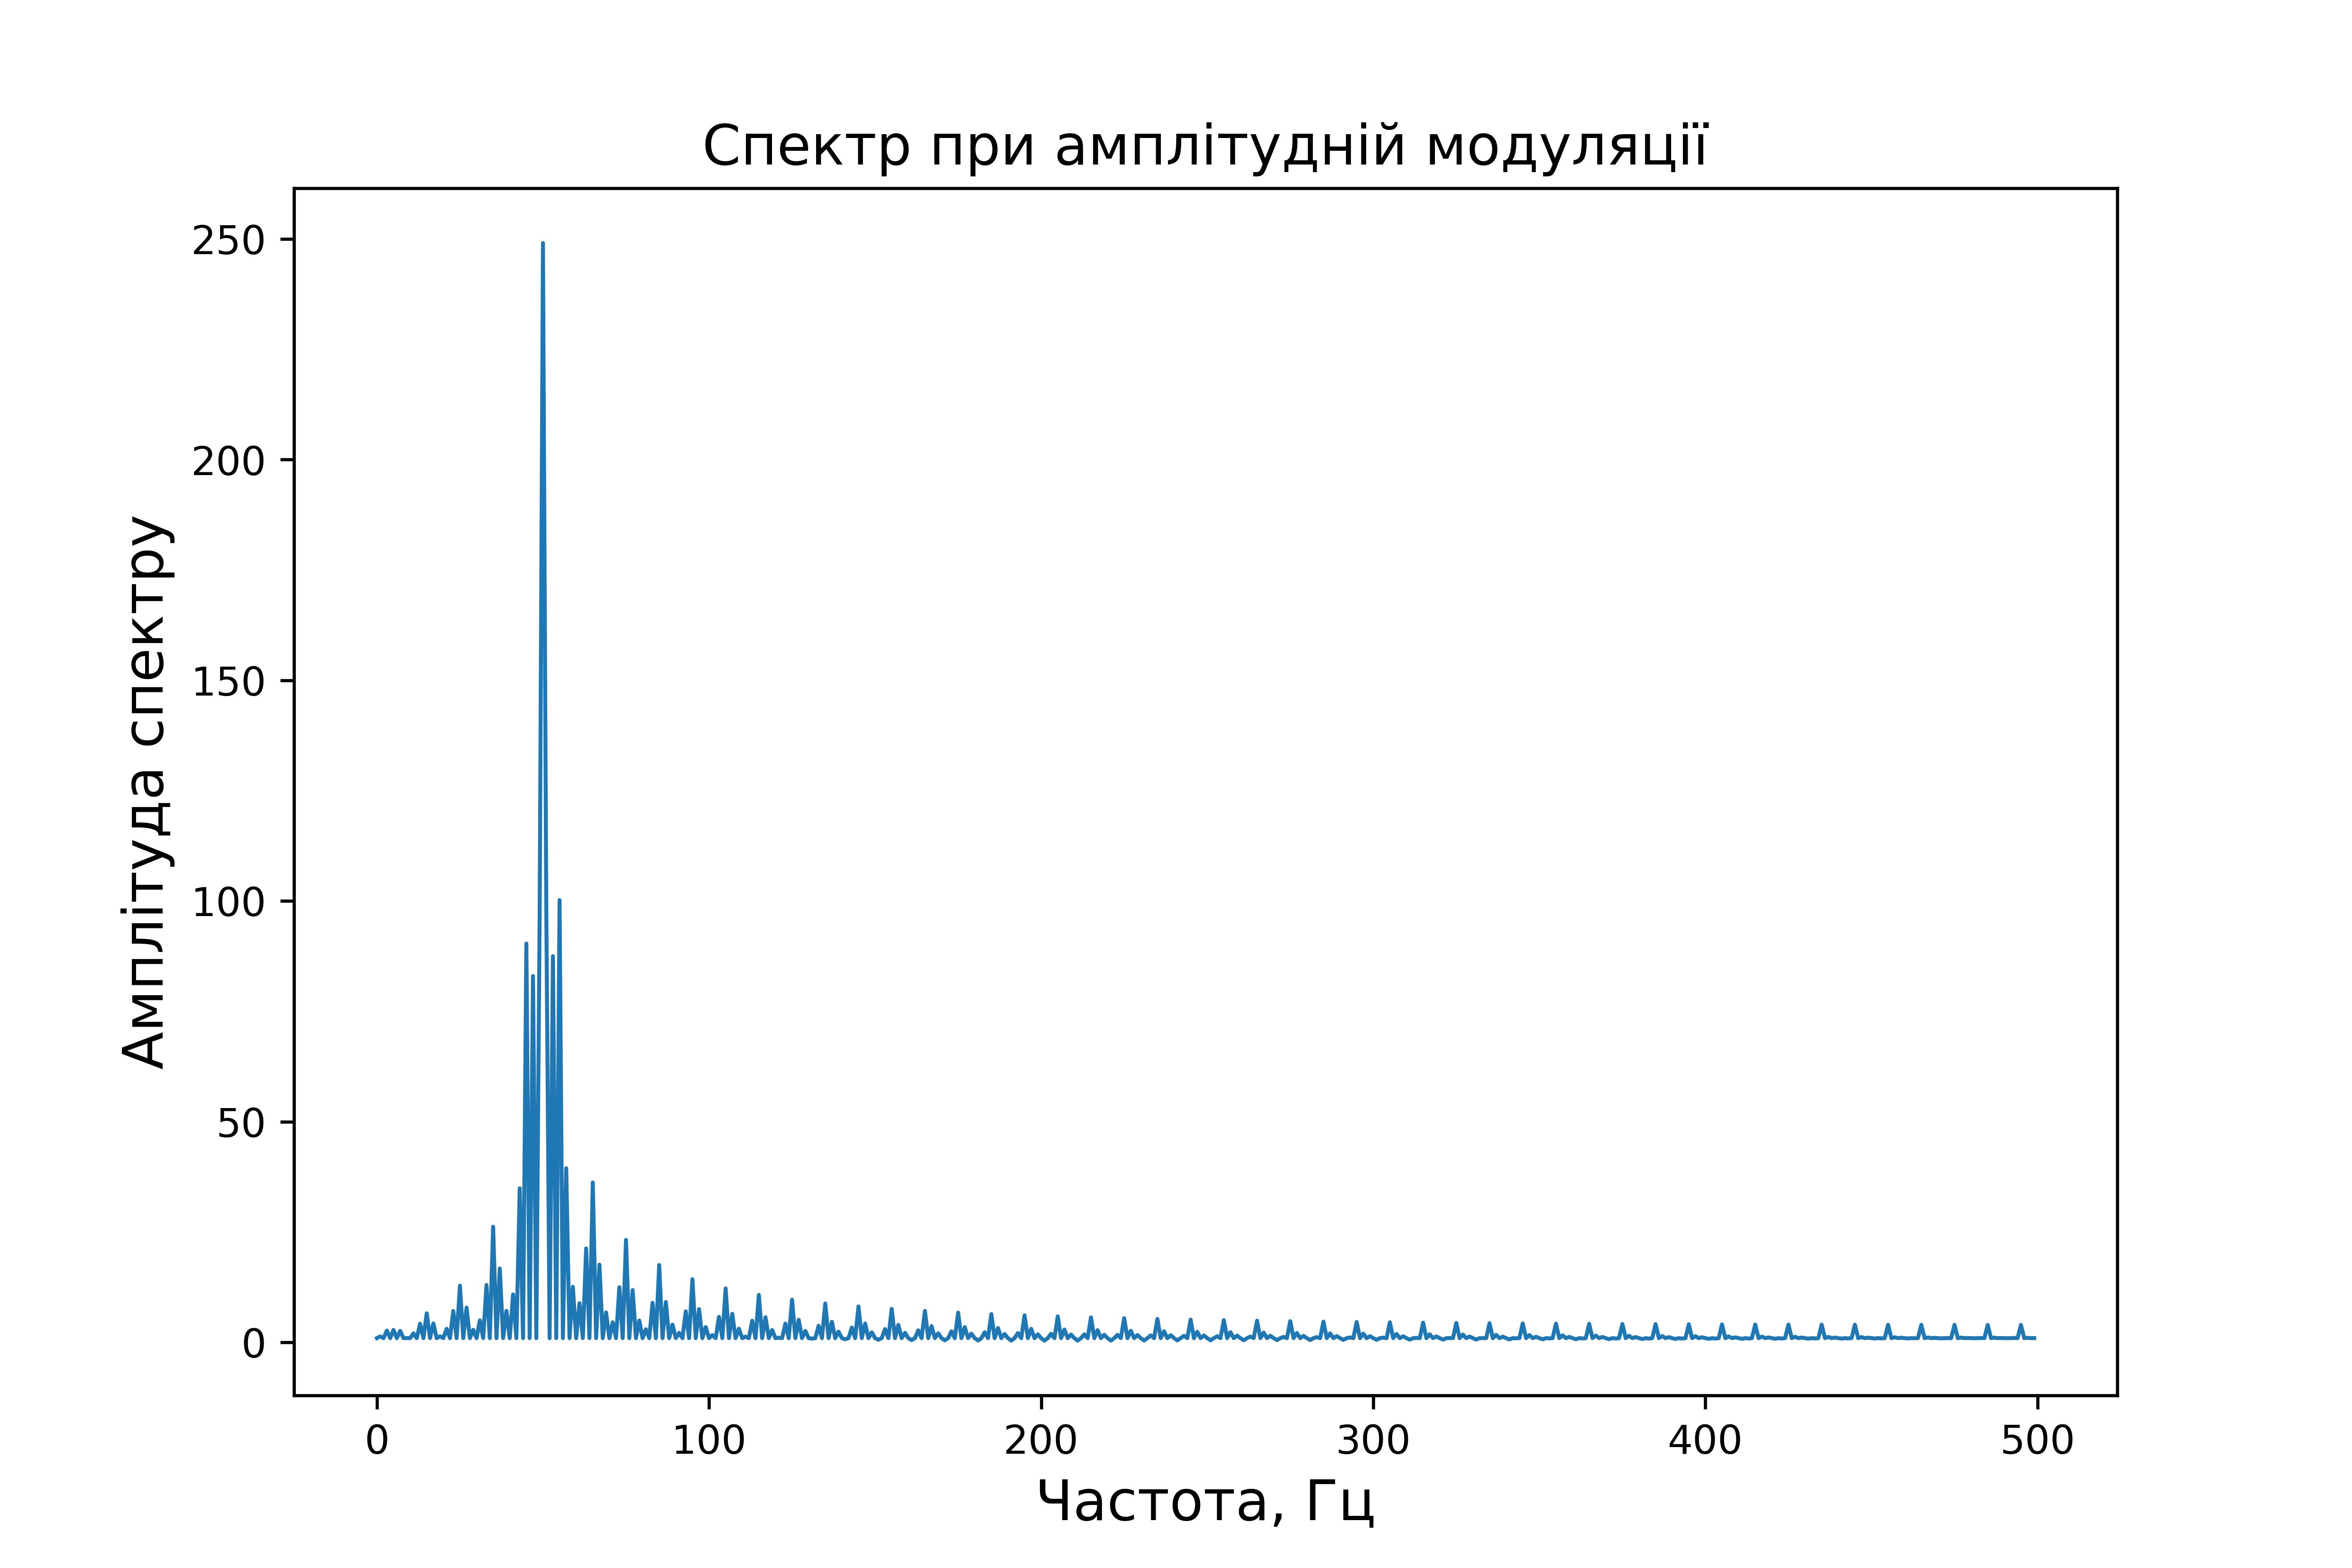 Спектр при амплітудній модуляції
250
200
150
100
50
0
Амплітуда спектру
0 100 200 300 400 500
Частота, Гц